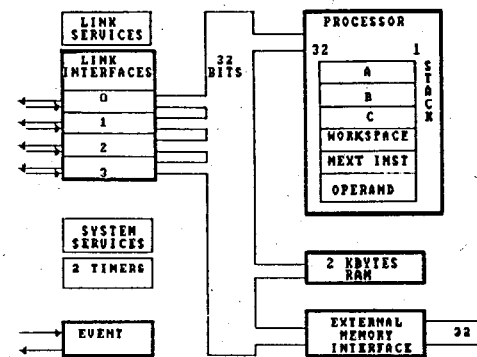 LINK
SERVICES
LINK
INTERFACES
0
1
2
3
SYSTEM
SERVICES
2 TIMERS
EVENT
32
BITS
PROCESSOR
32 1
STACK
A
B
C
WORKSPACE
NEXT INST
OPERAND
2 KBYTES
RAM
EXTERNAL
MEMORY
INTERFACE
32